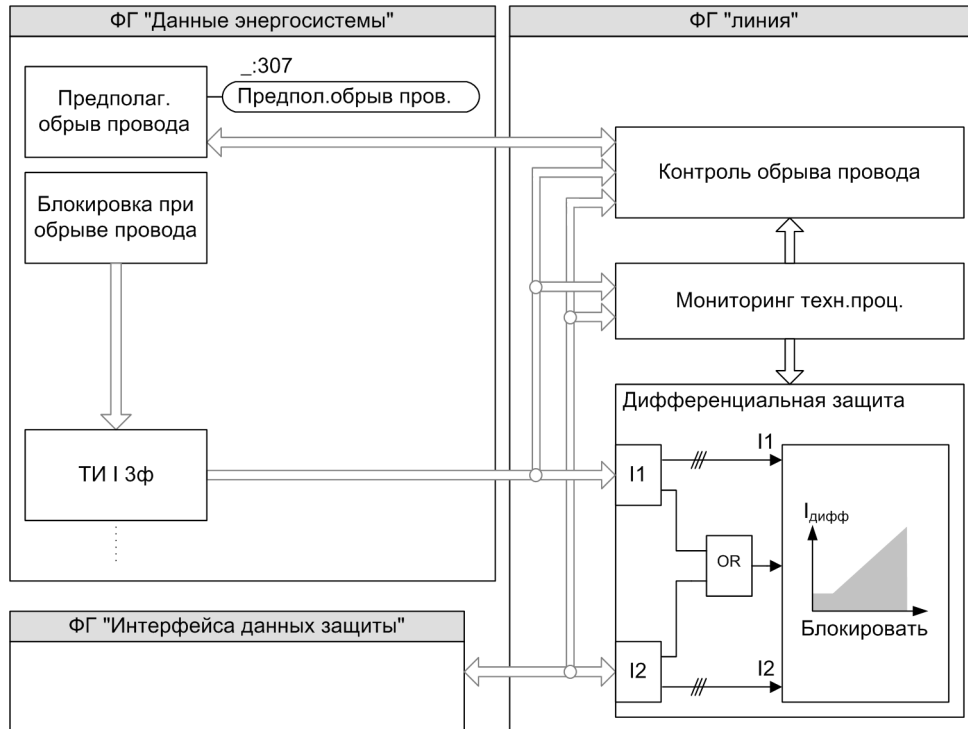 ФГ "Данные энергосистемы"
_:307
Предполаг.
обрыв провода
Предпол.обрыв пров.
Блокировка при
обрыве провода
ТИ I 3ф
ФГ "Интерфейса данных защиты"
ФГ "линия"
Контроль обрыва провода
Мониторинг техн.проц.
Дифференциальная защита
I1
I1
Iдифф
OR
Блокировать
I2
I2